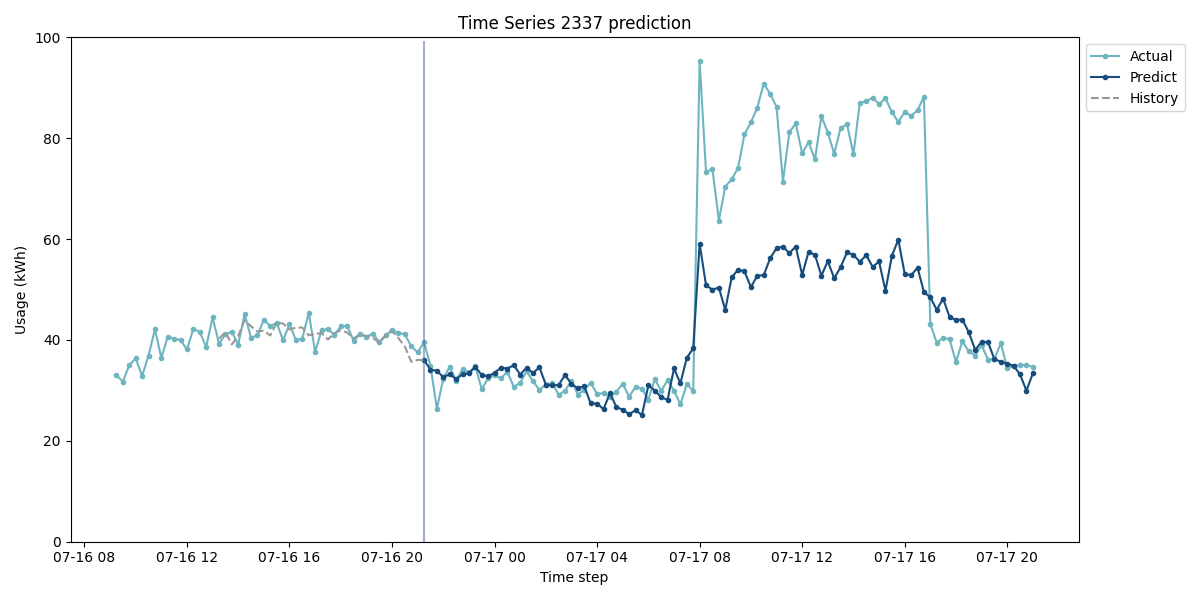 Time Series 2337 prediction
100
80
60
40
20
0
Usage (kWh)
07-16 08 07-16 12 07-16 16 07-16 20 07-17 00 07-17 04 07-17 08 07-17 12 07-17 16 07-17 20
Time step
Actual
Predict
History